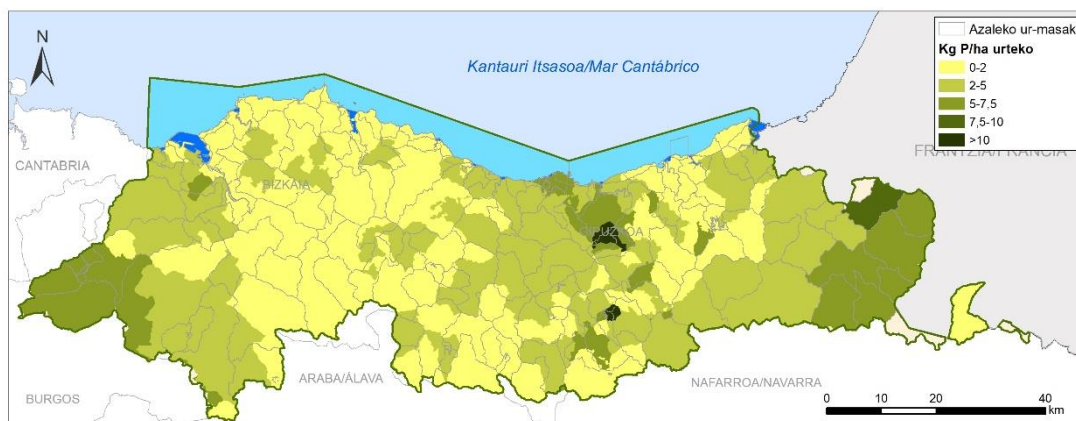 N
Kantauri Itsasoa/Mar Cantábrico
Azaleko ur-masak
Kg P/ha urteko
0-2
2-5
5-7,5
7,5-10
>10
CANTABRIA
BIZKAIA
GIPUZKOA
FRANTZIA/FRANCIA
BURGOS
ARABA/ÁLAVA
NAFARROA/NAVARRA
0 10 20 40
km